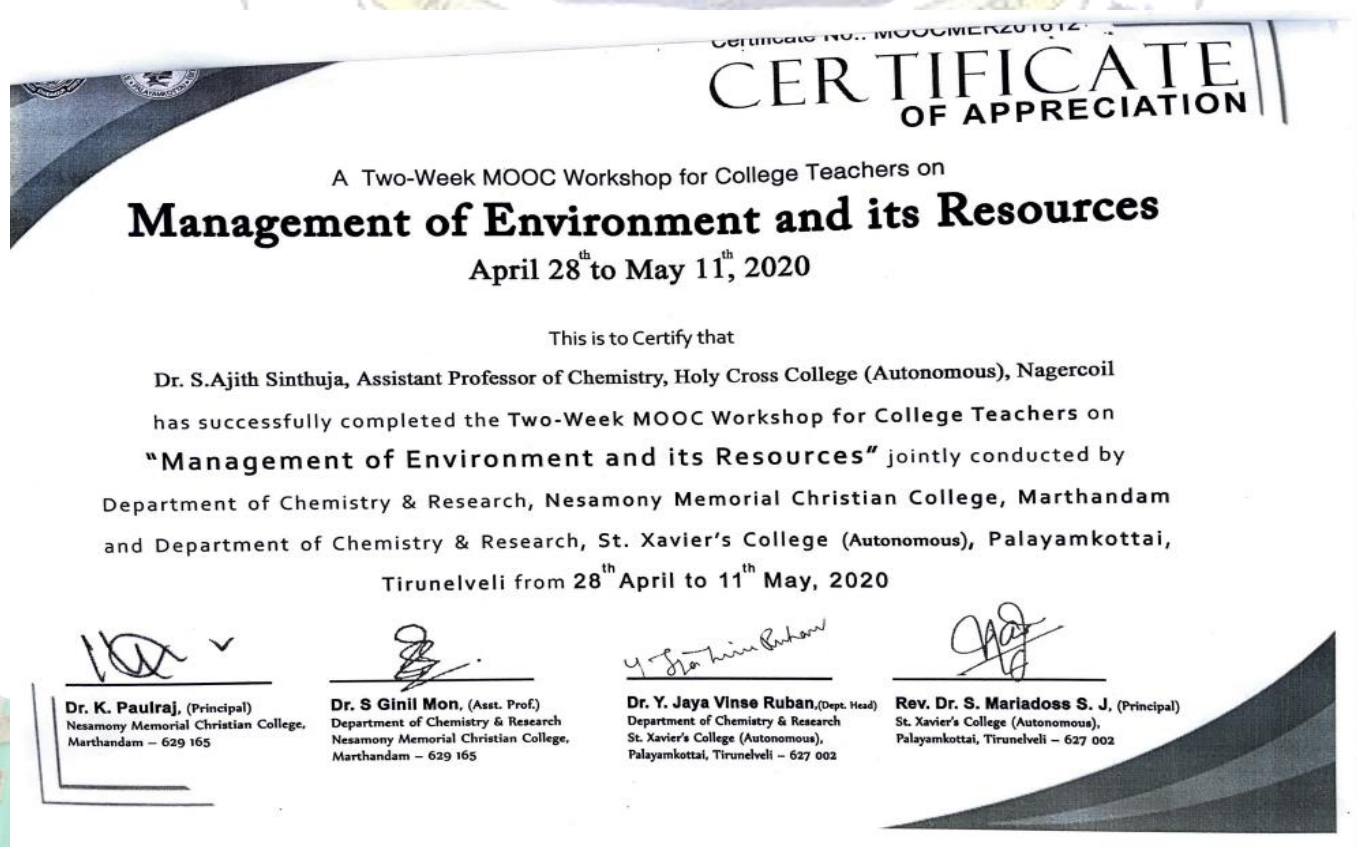 Certificate No.: MOOCMER201612
CERTIFICATE
OF APPRECIATION
A Two-Week MOOC Workshop for College Teachers on
Management of Environment and its Resources
April 28th to May 11th, 2020
This is to Certify that
Dr. S.Ajith Sinthuja, Assistant Professor of Chemistry, Holy Cross College (Autonomous), Nagercoil
has successfully completed the Two-Week MOOC Workshop for College Teachers on
"Management of Environment and its Resources" jointly conducted by
Department of Chemistry & Research, Nesamony Memorial Christian College, Marthandam
and Department of Chemistry & Research, St. Xavier's College (Autonomous), Palayamkottai,
Tirunelveli from 28th April to 11th May, 2020
Dr. K. Paulraj, (Principal)
Nesamony Memorial Christian College,
Marthandam – 629 165
Dr. S Ginil Mon, (Asst. Prof.)
Department of Chemistry & Research
Nesamony Memorial Christian College,
Marthandam – 629 165
Dr. Y. Jaya Vinse Ruban,(Dept. Head)
Department of Chemistry & Research
St. Xavier's College (Autonomous),
Palayamkottai, Tirunelveli – 627 002
Rev. Dr. S. Mariadoss S. J, (Principal)
St. Xavier's College (Autonomous),
Palayamkottai, Tirunelveli – 627 002